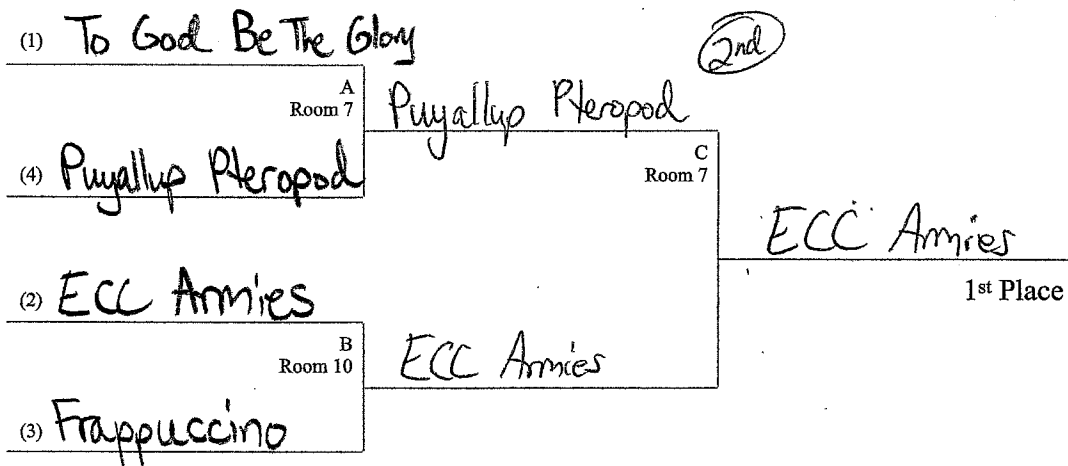 (1) To God Be The Glory
2nd
A
Room 7
Puyallup Pteropod
(4) Puyallup Pteropod
C
Room 7
ECC Armies
1st Place
(2) ECC Armies
B
Room 10
ECC Armies
(3) Frappuccino